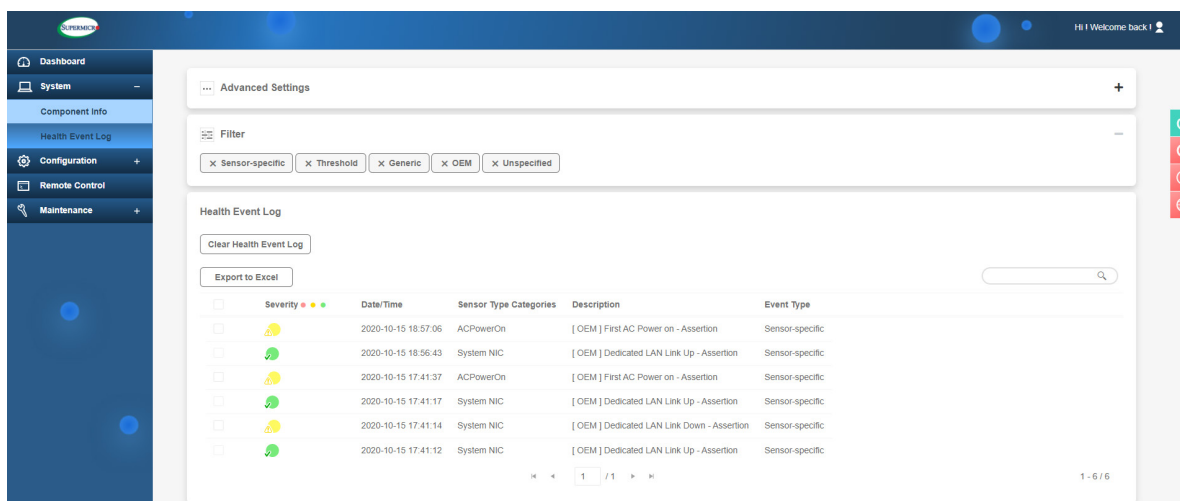 SUPERMICR
Hi ! Welcome back !
Dashboard
System
Component Info
Health Event Log
Configuration
Remote Control
Maintenance
Advanced Settings
Filter
Sensor-specific Threshold Generic OEM Unspecified
Health Event Log
Clear Health Event Log
Export to Excel
Severity Date/Time Sensor Type Categories Description Event Type
2020-10-15 18:57:06 ACPowerOn [ OEM ] First AC Power on - Assertion Sensor-specific
2020-10-15 18:56:43 System NIC [ OEM ] Dedicated LAN Link Up - Assertion Sensor-specific
2020-10-15 17:41:37 ACPowerOn [ OEM ] First AC Power on - Assertion Sensor-specific
2020-10-15 17:41:17 System NIC [ OEM ] Dedicated LAN Link Up - Assertion Sensor-specific
2020-10-15 17:41:14 System NIC [ OEM ] Dedicated LAN Link Down - Assertion Sensor-specific
2020-10-15 17:41:12 System NIC [ OEM ] Dedicated LAN Link Up - Assertion Sensor-specific
1 / 1
1 - 6 / 6